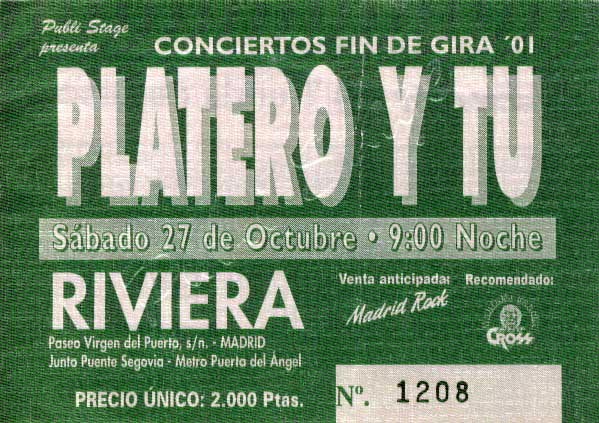 Publi Stage
presenta
CONCIERTOS FIN DE GIRA ´01
PLATERO Y TU
Sábado 27 de Octubre • 9:00 Noche
RIVIERA
Paseo Virgen del Puerto, s/n. - MADRID
Junto Puente Segovia - Metro Puerta del Ángel
Venta anticipada:
Madrid Rock
Recomendado:
CROSS
PRECIO ÚNICO: 2.000 Ptas.
Nº. 1208